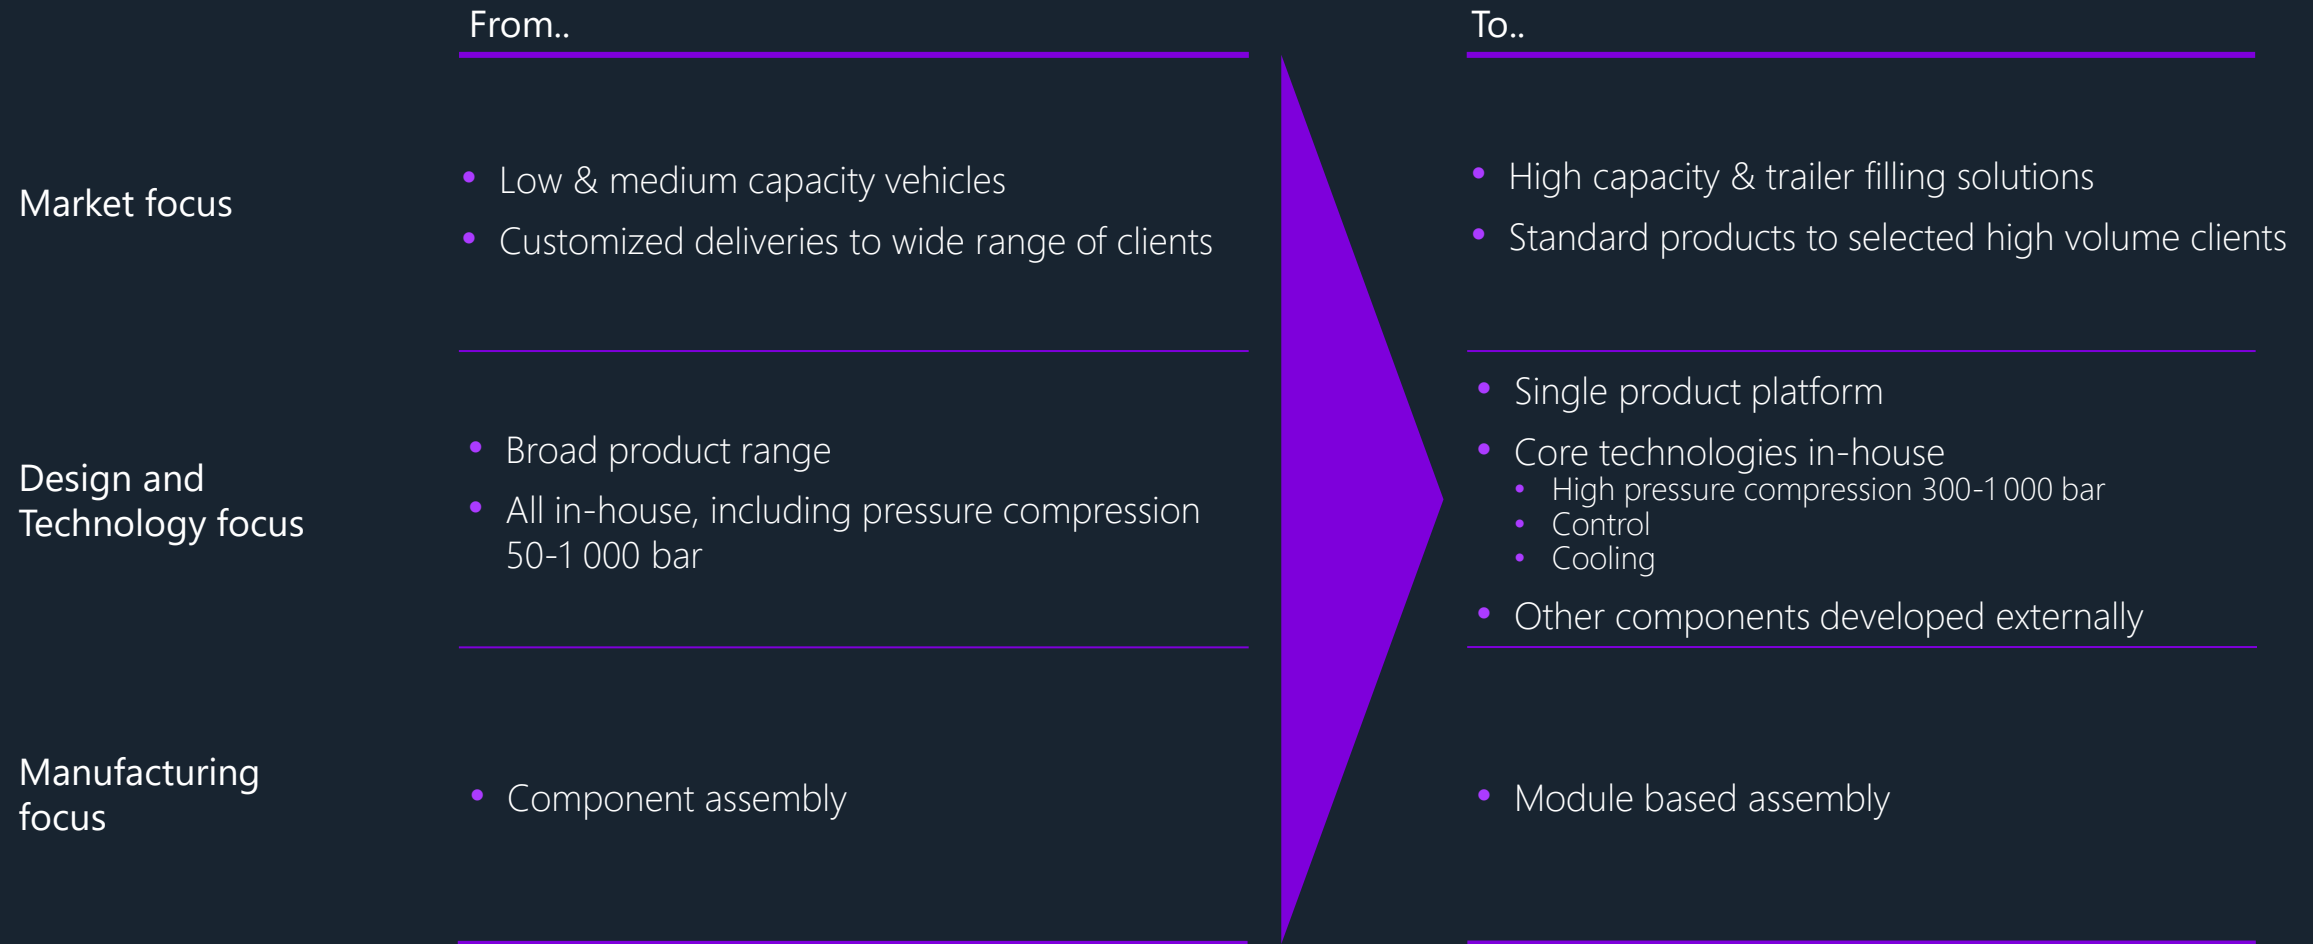 From..
To..
Market focus
• Low & medium capacity vehicles
• Customized deliveries to wide range of clients
• High capacity & trailer filling solutions
• Standard products to selected high volume clients
Design and
Technology focus
• Broad product range
• All in-house, including pressure compression
50-1 000 bar
• Single product platform
• Core technologies in-house
• High pressure compression 300-1 000 bar
• Control
• Cooling
• Other components developed externally
Manufacturing
focus
• Component assembly
• Module based assembly